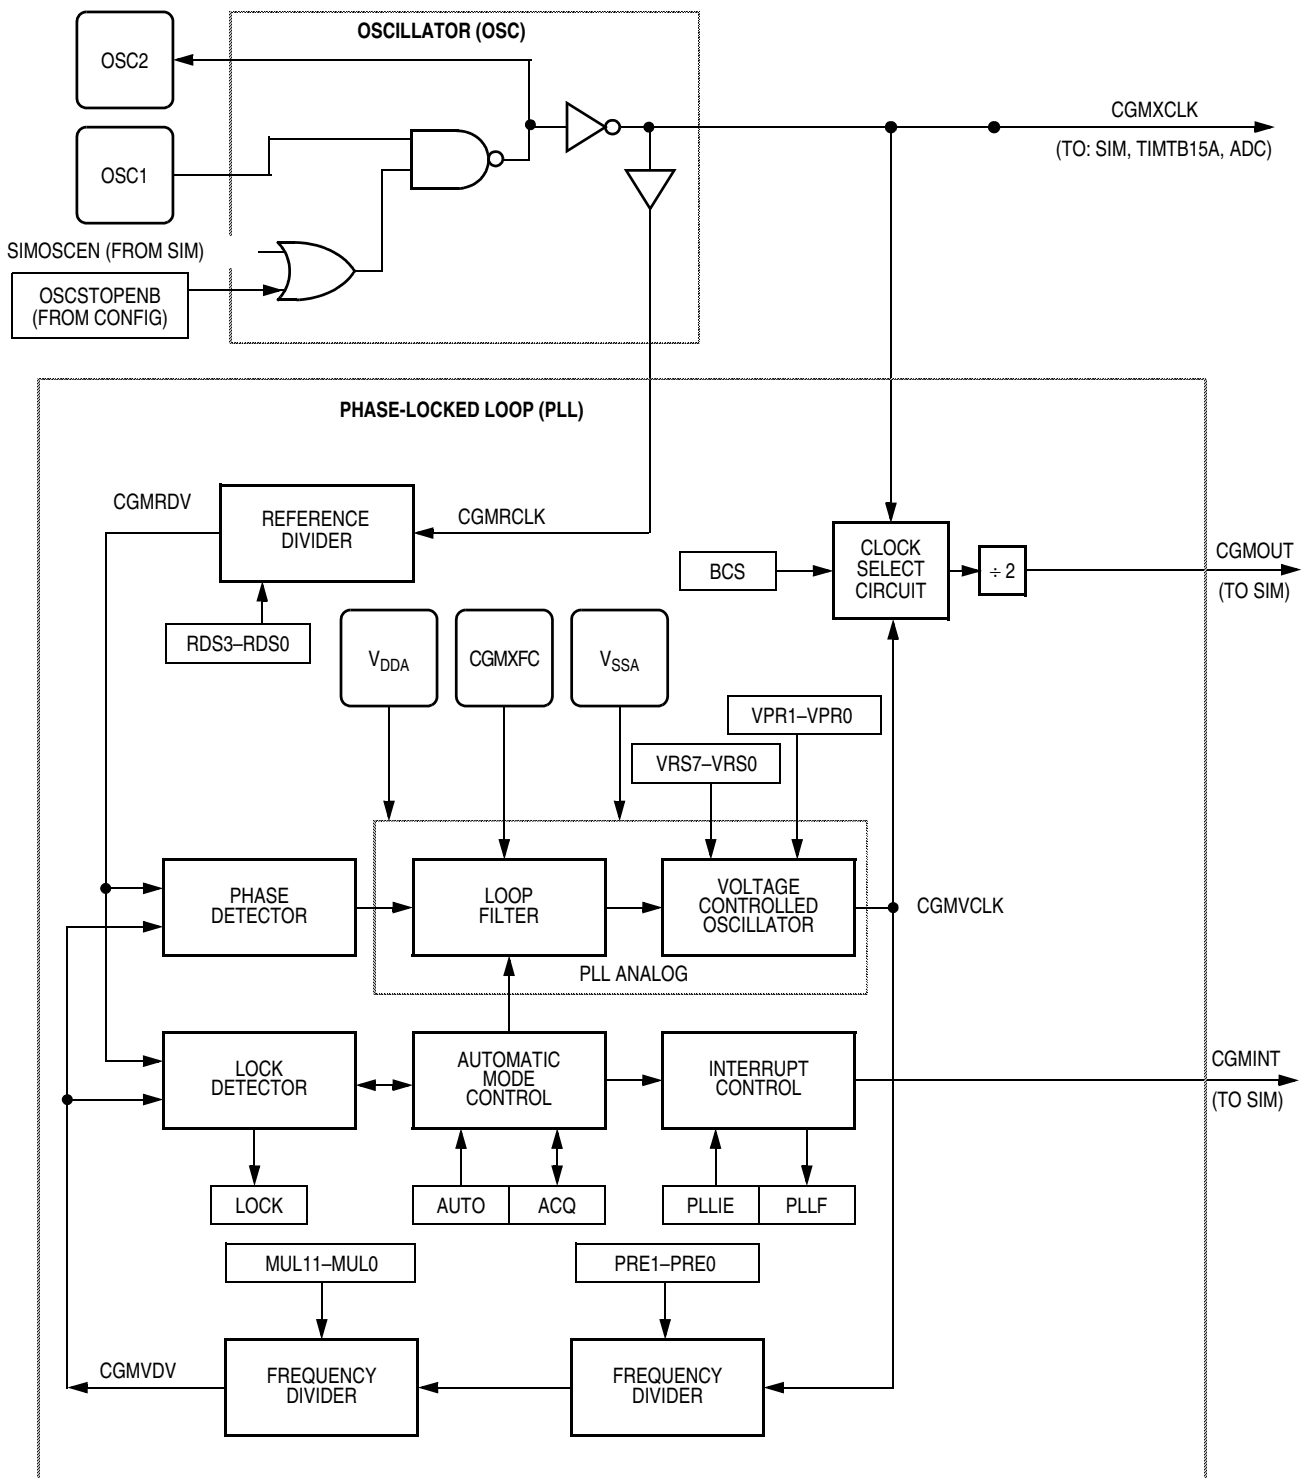 OSCILLATOR (OSC)
OSC2
CGMXCLK
(TO: SIM, TIMTB15A, ADC)
OSC1
SIMOSCEN (FROM SIM)
OSCSTOPENB
(FROM CONFIG)
PHASE-LOCKED LOOP (PLL)
CGMRDV
REFERENCE
DIVIDER
CGMRCLK
CLOCK
SELECT
CIRCUIT
BCS
÷ 2
CGMOUT
(TO SIM)
RDS3–RDS0
VDDA
CGMXFC
VSSA
VPR1–VPR0
VRS7–VRS0
PHASE
DETECTOR
LOOP
FILTER
VOLTAGE
CONTROLLED
OSCILLATOR
CGMVCLK
PLL ANALOG
LOCK
DETECTOR
AUTOMATIC
MODE
CONTROL
INTERRUPT
CONTROL
CGMINT
(TO SIM)
LOCK
AUTO
ACQ
PLLIE
PLLF
MUL11–MUL0
PRE1–PRE0
CGMVDV
FREQUENCY
DIVIDER
FREQUENCY
DIVIDER